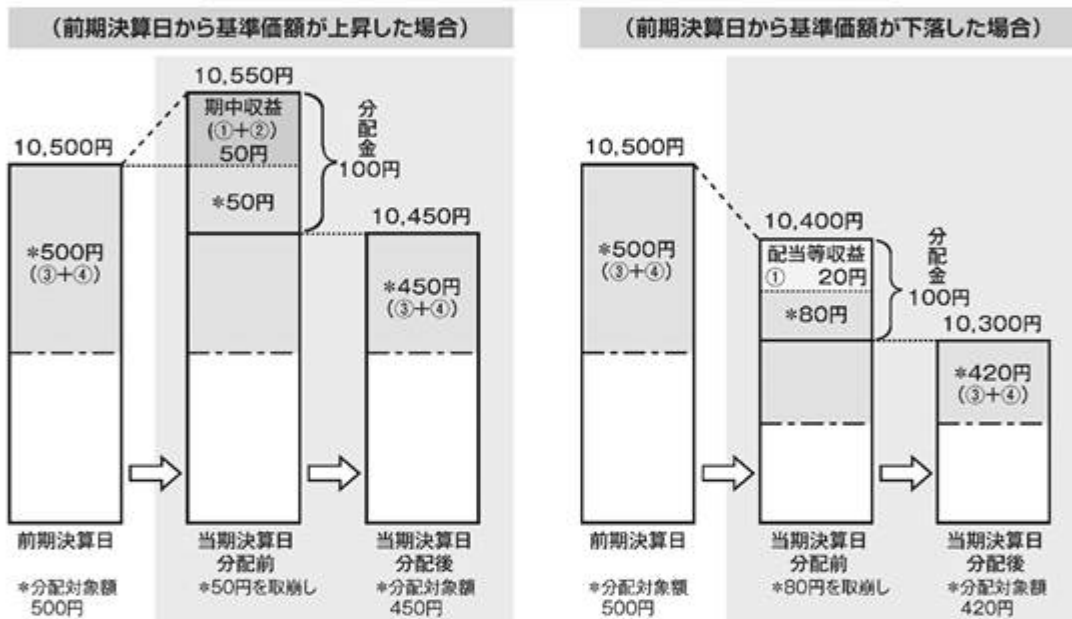 (前期決算日から基準価額が上昇した場合)
10,550円
期中収益
(①+②)
50円
*50円
分配金
100円
10,500円
*500円
(③+④)
10,450円
*450円
(③+④)
前期決算日
当期決算日
分配前
当期決算日
分配後
*分配対象額
500円
*50円を取崩し
*分配対象額
450円
(前期決算日から基準価額が下落した場合)
10,500円
*500円
(③+④)
10,400円
配当等収益
① 20円
*80円
分配金
100円
10,300円
*420円
(③+④)
前期決算日
当期決算日
分配前
当期決算日
分配後
*分配対象額
500円
*80円を取崩し
*分配対象額
420円